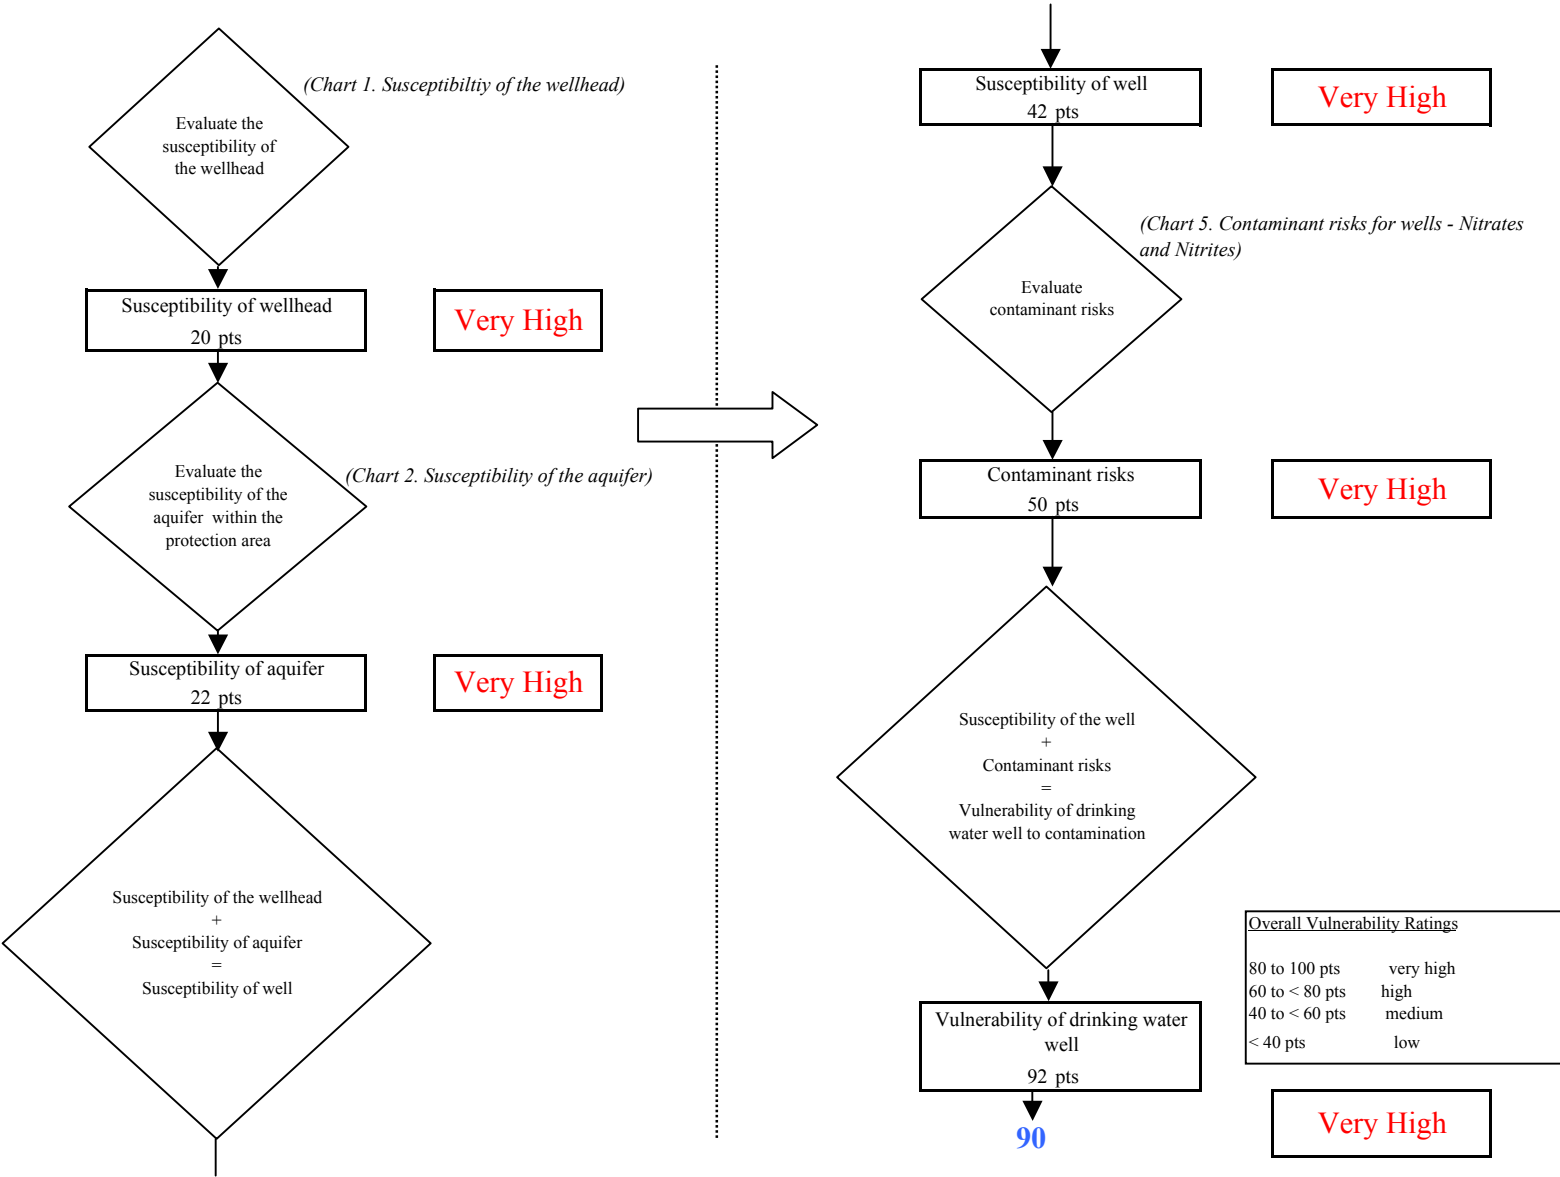 (Chart 1. Susceptibiltiy of the wellhead)
Evaluate the
susceptibility of
the wellhead
Susceptibility of wellhead
20 pts
Very High
Evaluate the
susceptibility of the
aquifer within the
protection area
(Chart 2. Susceptibility of the aquifer)
Susceptibility of aquifer
22 pts
Very High
Susceptibility of the wellhead
+
Susceptibility of aquifer
=
Susceptibility of well
Susceptibility of well
42 pts
Very High
(Chart 5. Contaminant risks for wells - Nitrates
and Nitrites)
Evaluate
contaminant risks
Contaminant risks
50 pts
Very High
Susceptibility of the well
+
Contaminant risks
=
Vulnerability of drinking
water well to contamination
Overall Vulnerability Ratings
80 to 100 pts very high
60 to < 80 pts high
40 to < 60 pts medium
< 40 pts low
Vulnerability of drinking water
well
92 pts
90
Very High